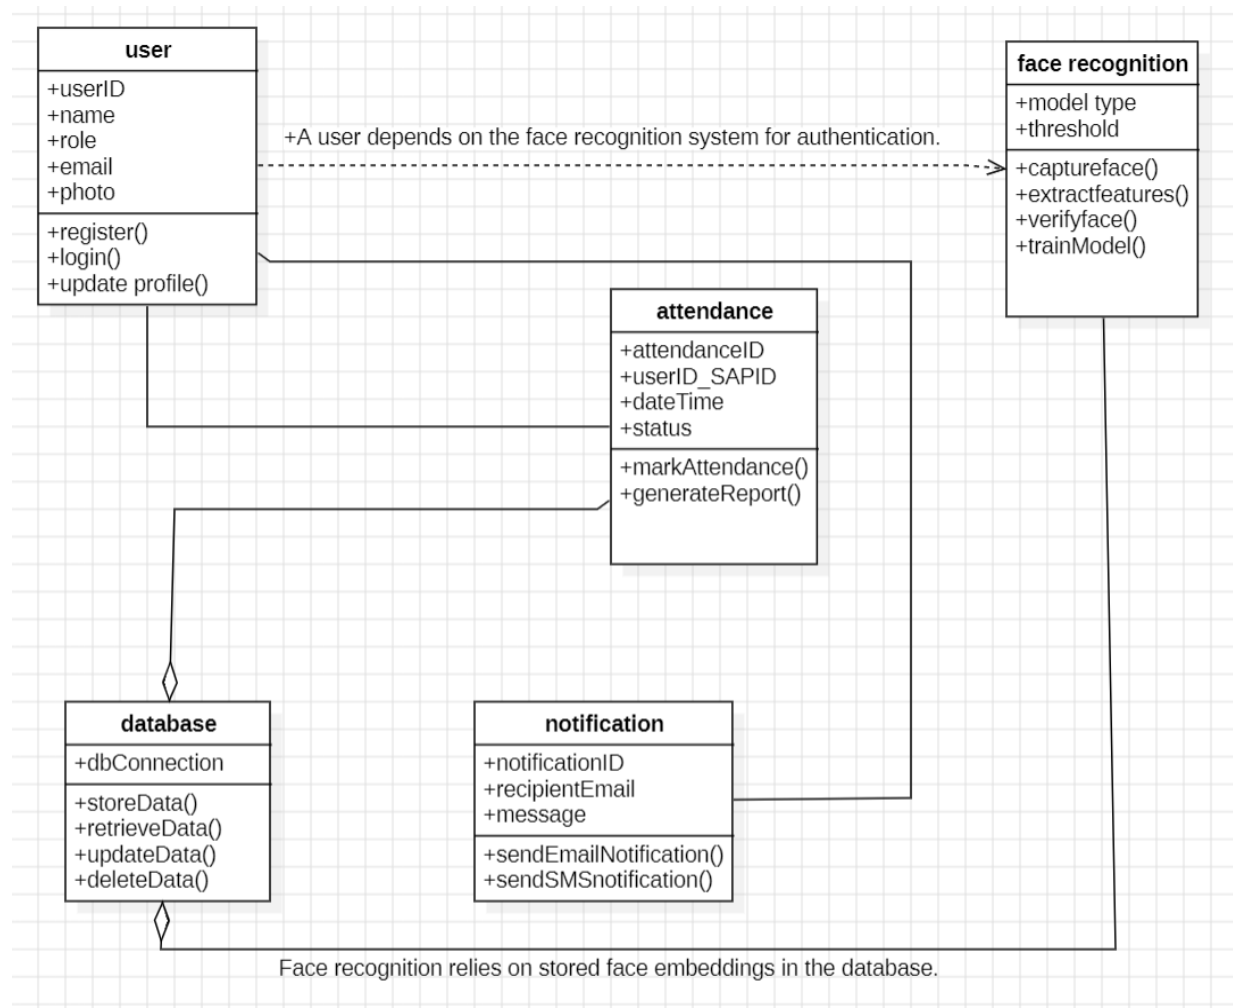 user
+userID
+name
+role
+email
+photo
+register()
+login()
+update profile()
+A user depends on the face recognition system for authentication.
face recognition
+model type
+threshold
+captureface()
+extractfeatures()
+verifyface()
+trainModel()
attendance
+attendanceID
+userID_SAPID
+dateTime
+status
+markAttendance()
+generateReport()
database
+dbConnection
+storeData()
+retrieveData()
+updateData()
+deleteData()
notification
+notificationID
+recipientEmail
+message
+sendEmailNotification()
+sendSMSnotification()
Face recognition relies on stored face embeddings in the database.